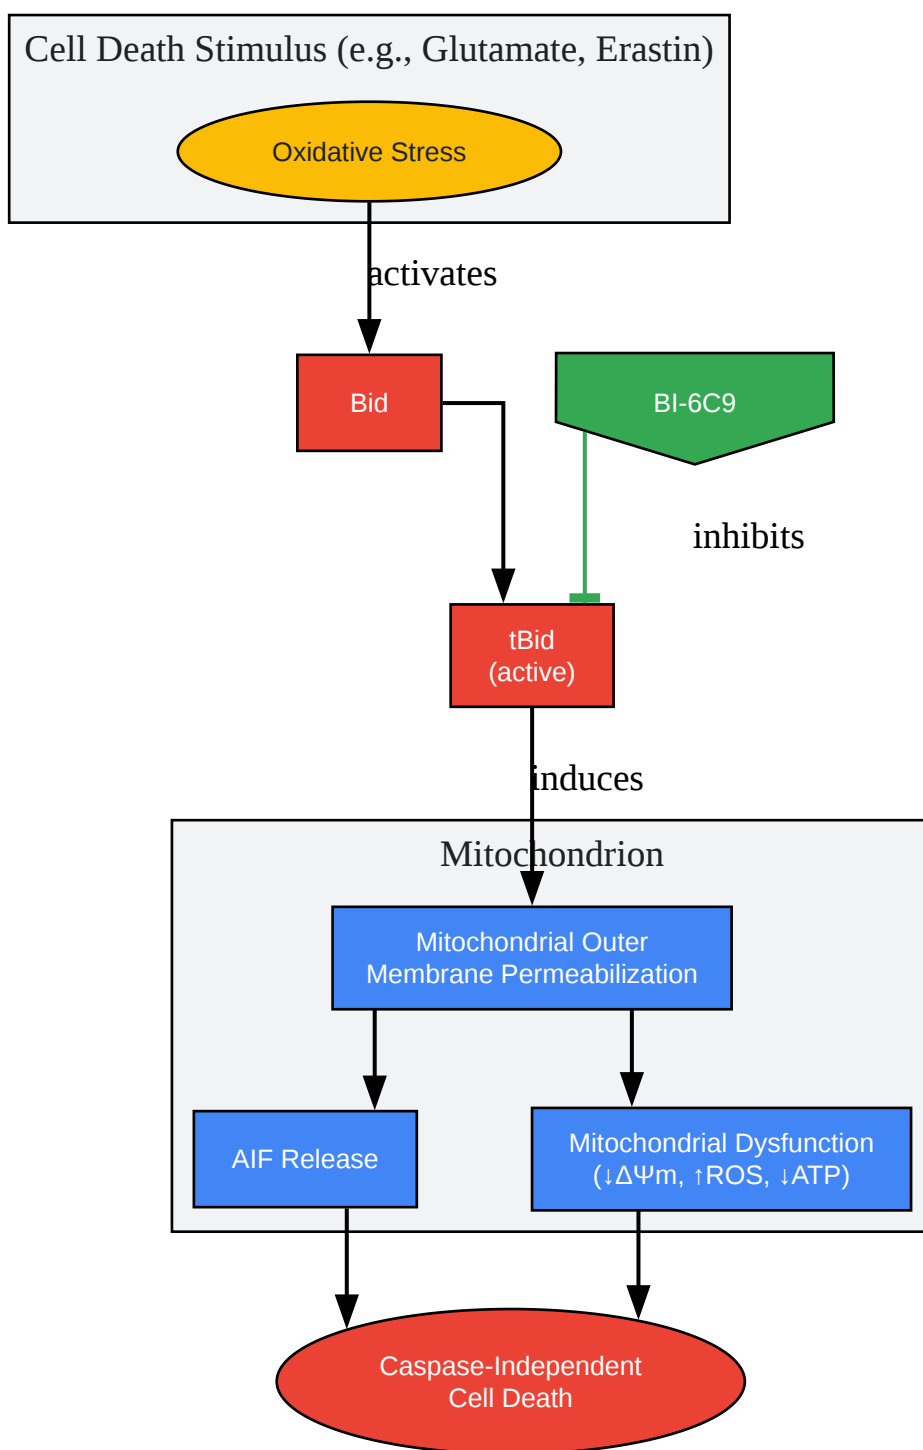 Cell Death Stimulus (e.g., Glutamate, Erastin)
Oxidative Stress
activates
Bid
BI-6C9
inhibits
tBid
(active)
induces
Mitochondrion
Mitochondrial Outer
Membrane Permeabilization
AIF Release
Mitochondrial Dysfunction
(↓ΔΨm, ↑ROS, ↓ATP)
Caspase-Independent
Cell Death